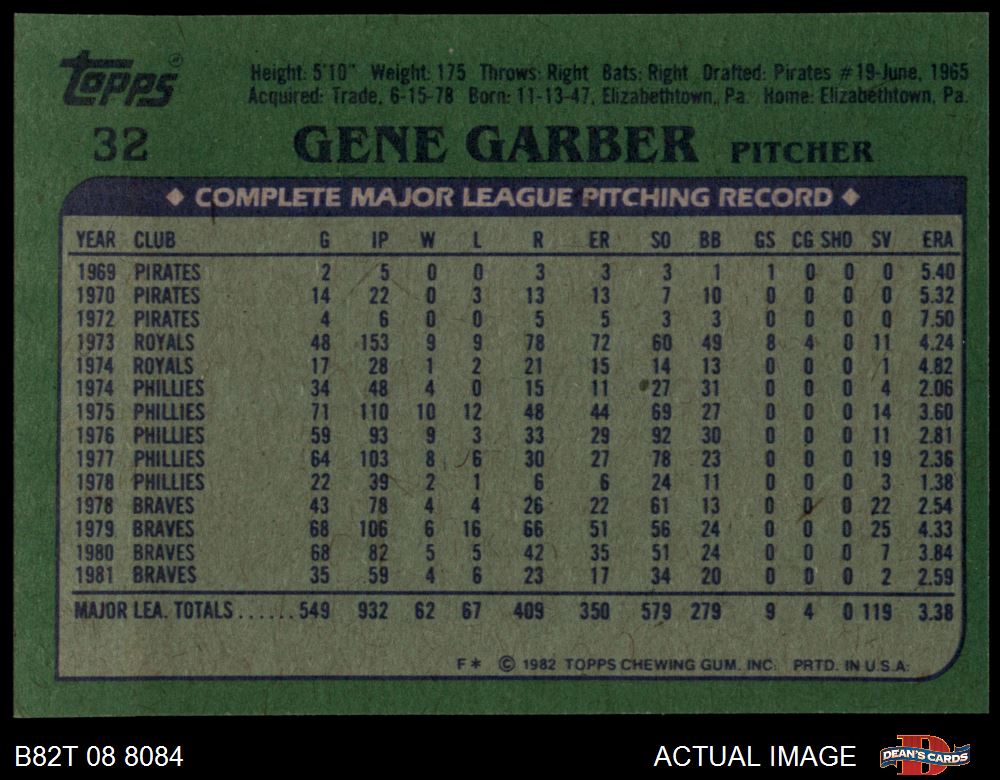 topps®
Height: 5'10" Weight: 175 Throws: Right Bats: Right Drafted: Pirates #19-June, 1965
Acquired: Trade, 6-15-78 Born: 11-13-47, Elizabethtown, Pa. Home: Elizabethtown, Pa.
32 GENE GARBER PITCHER
◆ COMPLETE MAJOR LEAGUE PITCHING RECORD ◆
YEAR CLUB G IP W L R ER SO BB GS CG SHO SV ERA
1969 PIRATES 2 5 0 0 3 3 3 1 1 0 0 0 5.40
1970 PIRATES 14 22 0 3 13 13 7 10 0 0 0 0 5.32
1972 PIRATES 4 6 0 0 5 5 3 3 0 0 0 0 7.50
1973 ROYALS 48 153 9 9 78 72 60 49 8 4 0 11 4.24
1974 ROYALS 17 28 1 2 21 15 14 13 0 0 0 1 4.82
1974 PHILLIES 34 48 4 0 15 11 27 31 0 0 0 4 2.06
1975 PHILLIES 71 110 10 12 48 44 69 27 0 0 0 14 3.60
1976 PHILLIES 59 93 9 3 33 29 92 30 0 0 0 11 2.81
1977 PHILLIES 64 103 8 6 30 27 78 23 0 0 0 19 2.36
1978 PHILLIES 22 39 2 1 6 6 24 11 0 0 0 3 1.38
1978 BRAVES 43 78 4 4 26 22 61 13 0 0 0 22 2.54
1979 BRAVES 68 106 6 16 66 51 56 24 0 0 0 25 4.33
1980 BRAVES 68 82 5 5 42 35 51 24 0 0 0 7 3.84
1981 BRAVES 35 59 4 6 23 17 34 20 0 0 0 2 2.59
MAJOR LEA. TOTALS ...... 549 932 62 67 409 350 579 279 9 4 0 119 3.38
F* © 1982 TOPPS CHEWING GUM. INC. PRTD. IN U.S.A.
B82T 08 8084 ACTUAL IMAGE DEAN'S CARDS